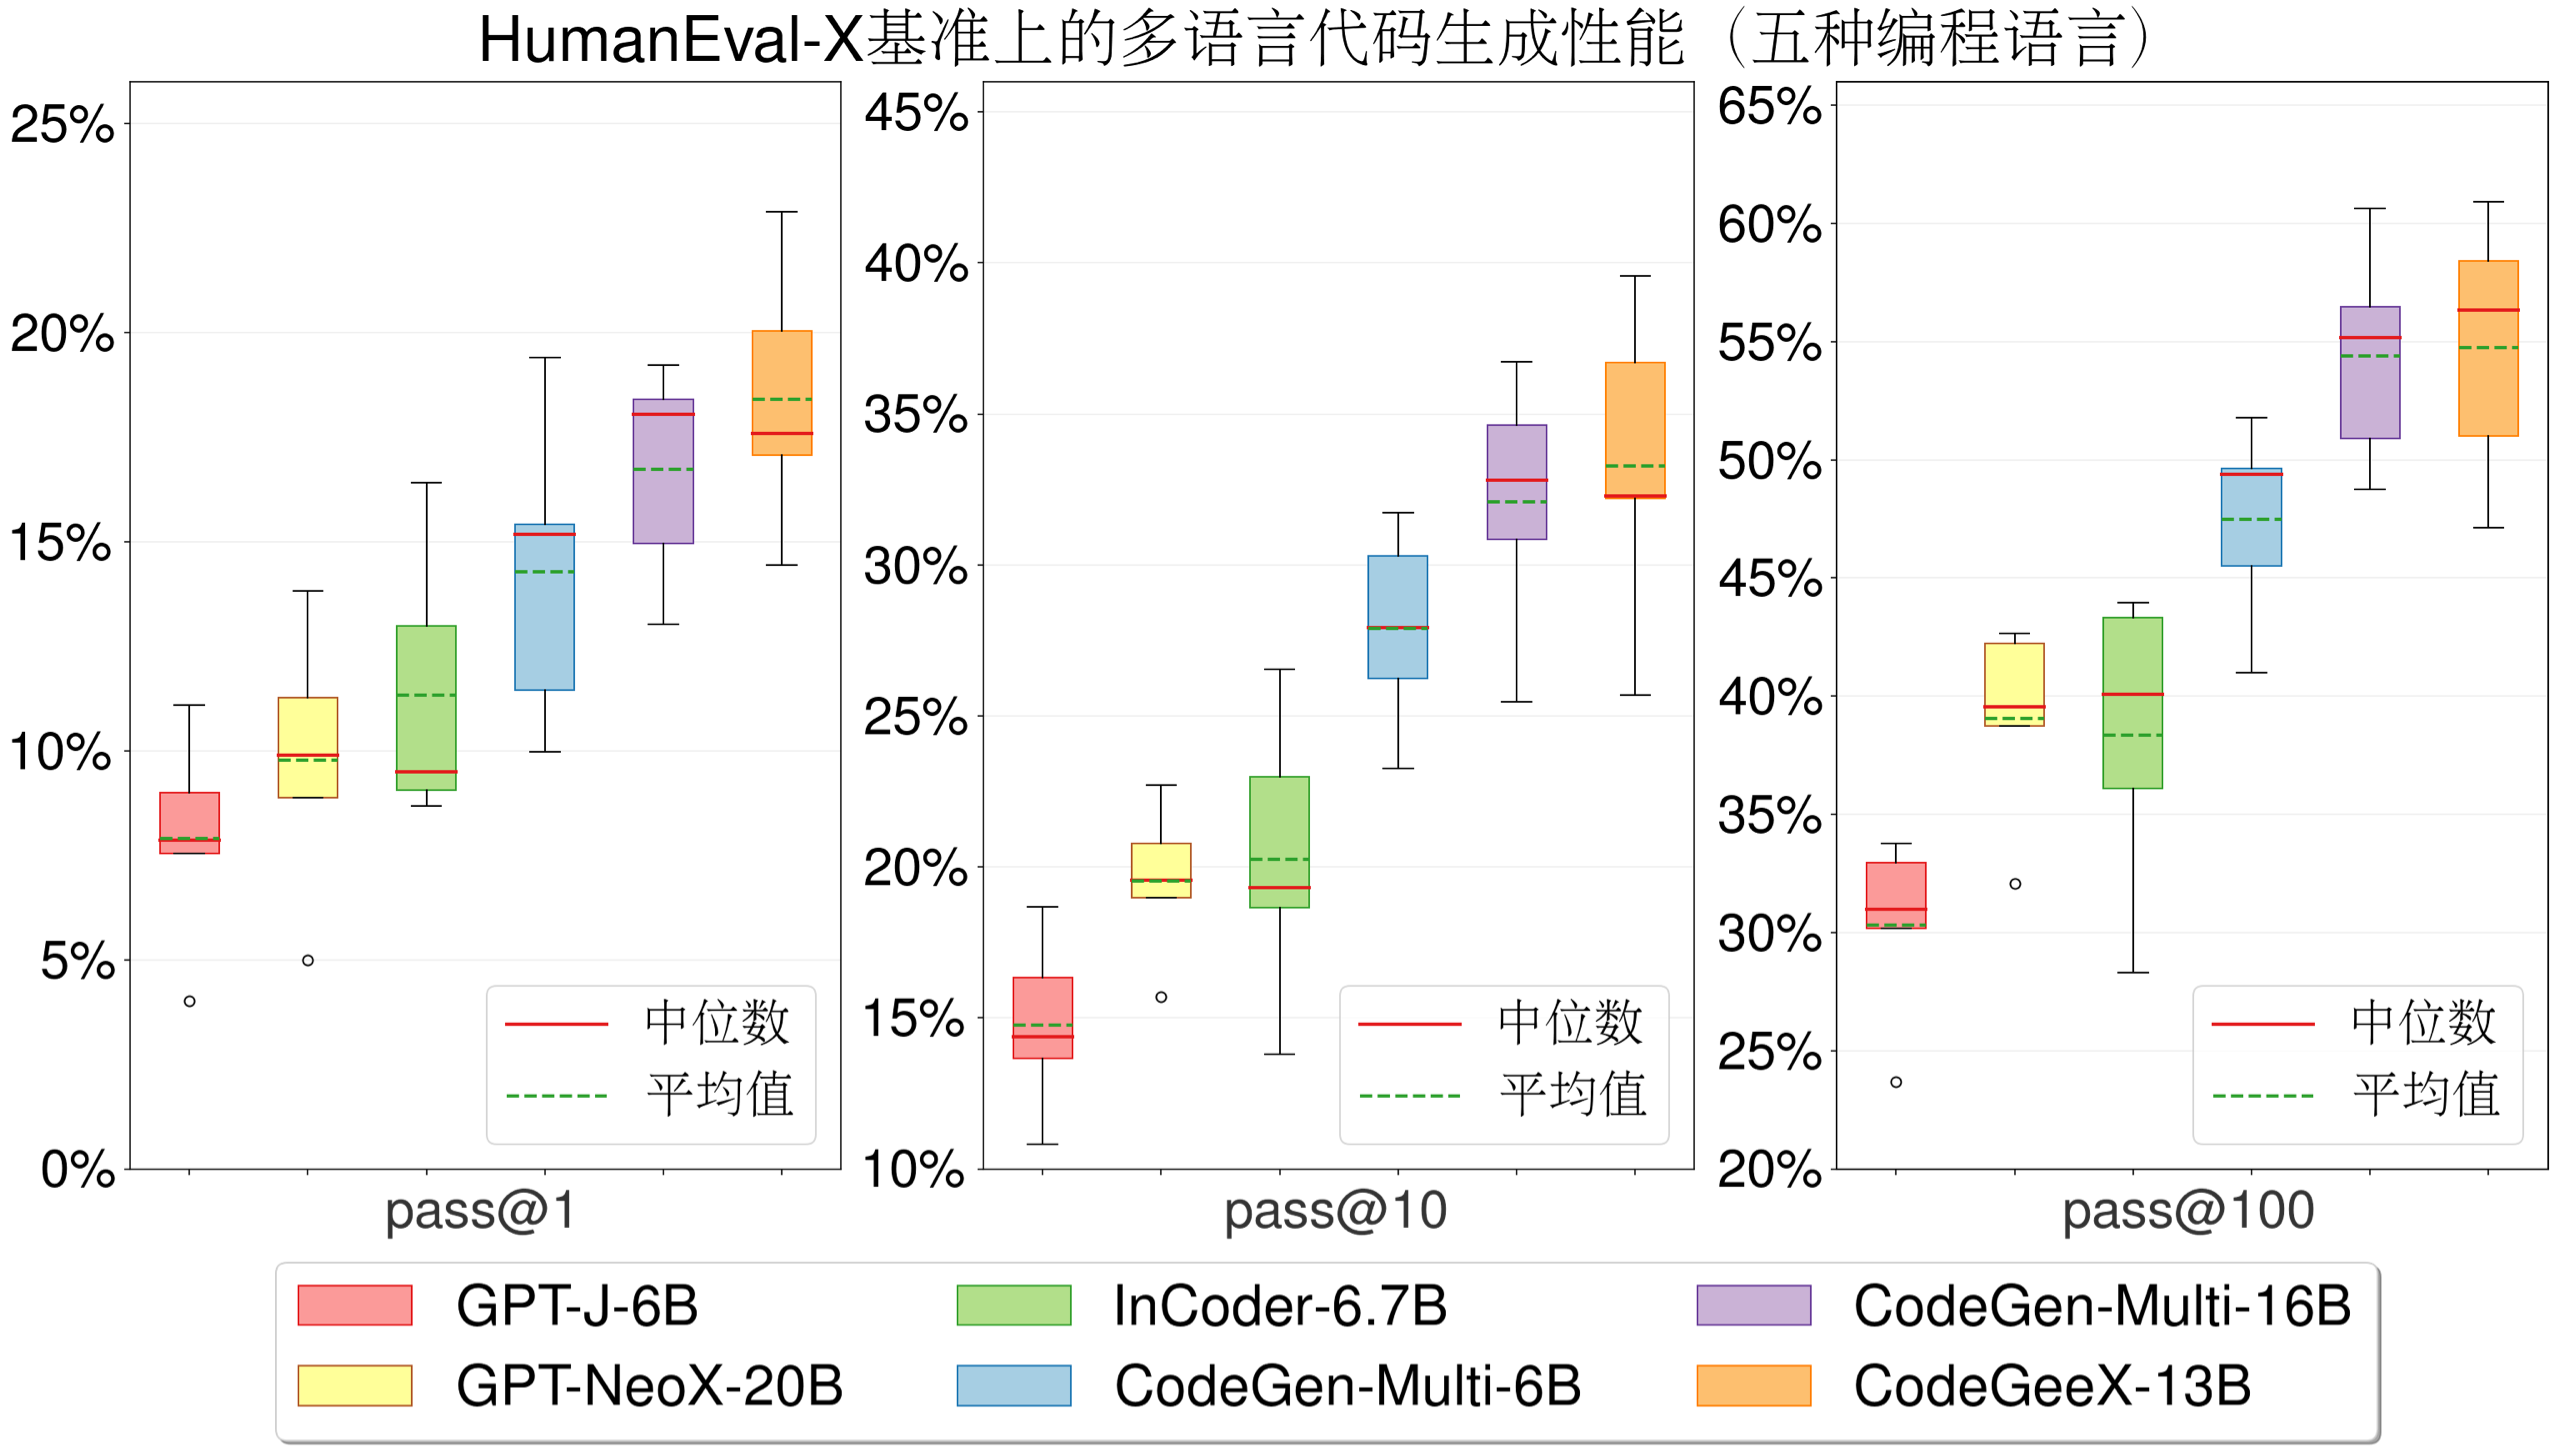 HumanEval-X基准上的多语言代码生成性能（五种编程语言）
25%
20%
15%
10%
5%
0%
中位数
平均值
pass@1
45%
40%
35%
30%
25%
20%
15%
10%
中位数
平均值
pass@10
65%
60%
55%
50%
45%
40%
35%
30%
25%
20%
中位数
平均值
pass@100
GPT-J-6B
GPT-NeoX-20B
InCoder-6.7B
CodeGen-Multi-6B
CodeGen-Multi-16B
CodeGeeX-13B